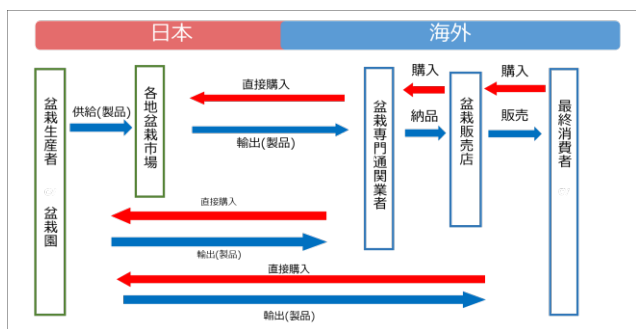 日本
海外
盆栽生産者
盆栽園
供給(製品)
各地盆栽市場
直接購入
輸出(製品)
盆栽専門通関業者
購入
納品
盆栽販売店
購入
販売
最終消費者
直接購入
輸出(製品)
直接購入
輸出(製品)